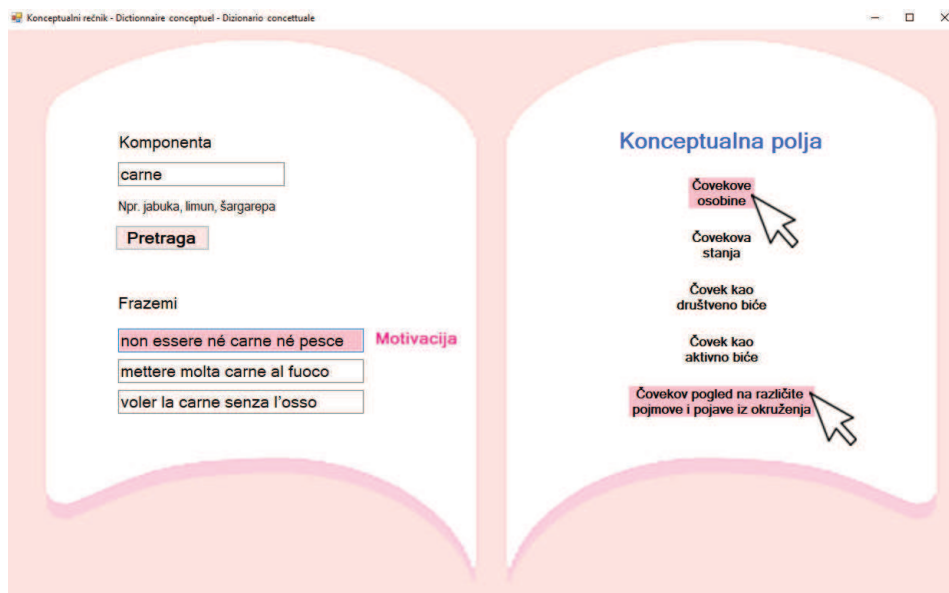 Konceptualni rečnik - Dictionnaire conceptuel - Dizionario concettuale
Komponenta
carne
Npr. jabuka, limun, šargarepa
Pretraga
Frazemi
non essere né carne né pesce
Motivacija
mettere molta carne al fuoco
voler la carne senza l'osso
Konceptualna polja
Čovekove
osobine
Čovekova
stanja
Čovek kao
društveno biće
Čovek kao
aktivno biće
Čovekov pogled na različite
pojmove i pojave iz okruženja